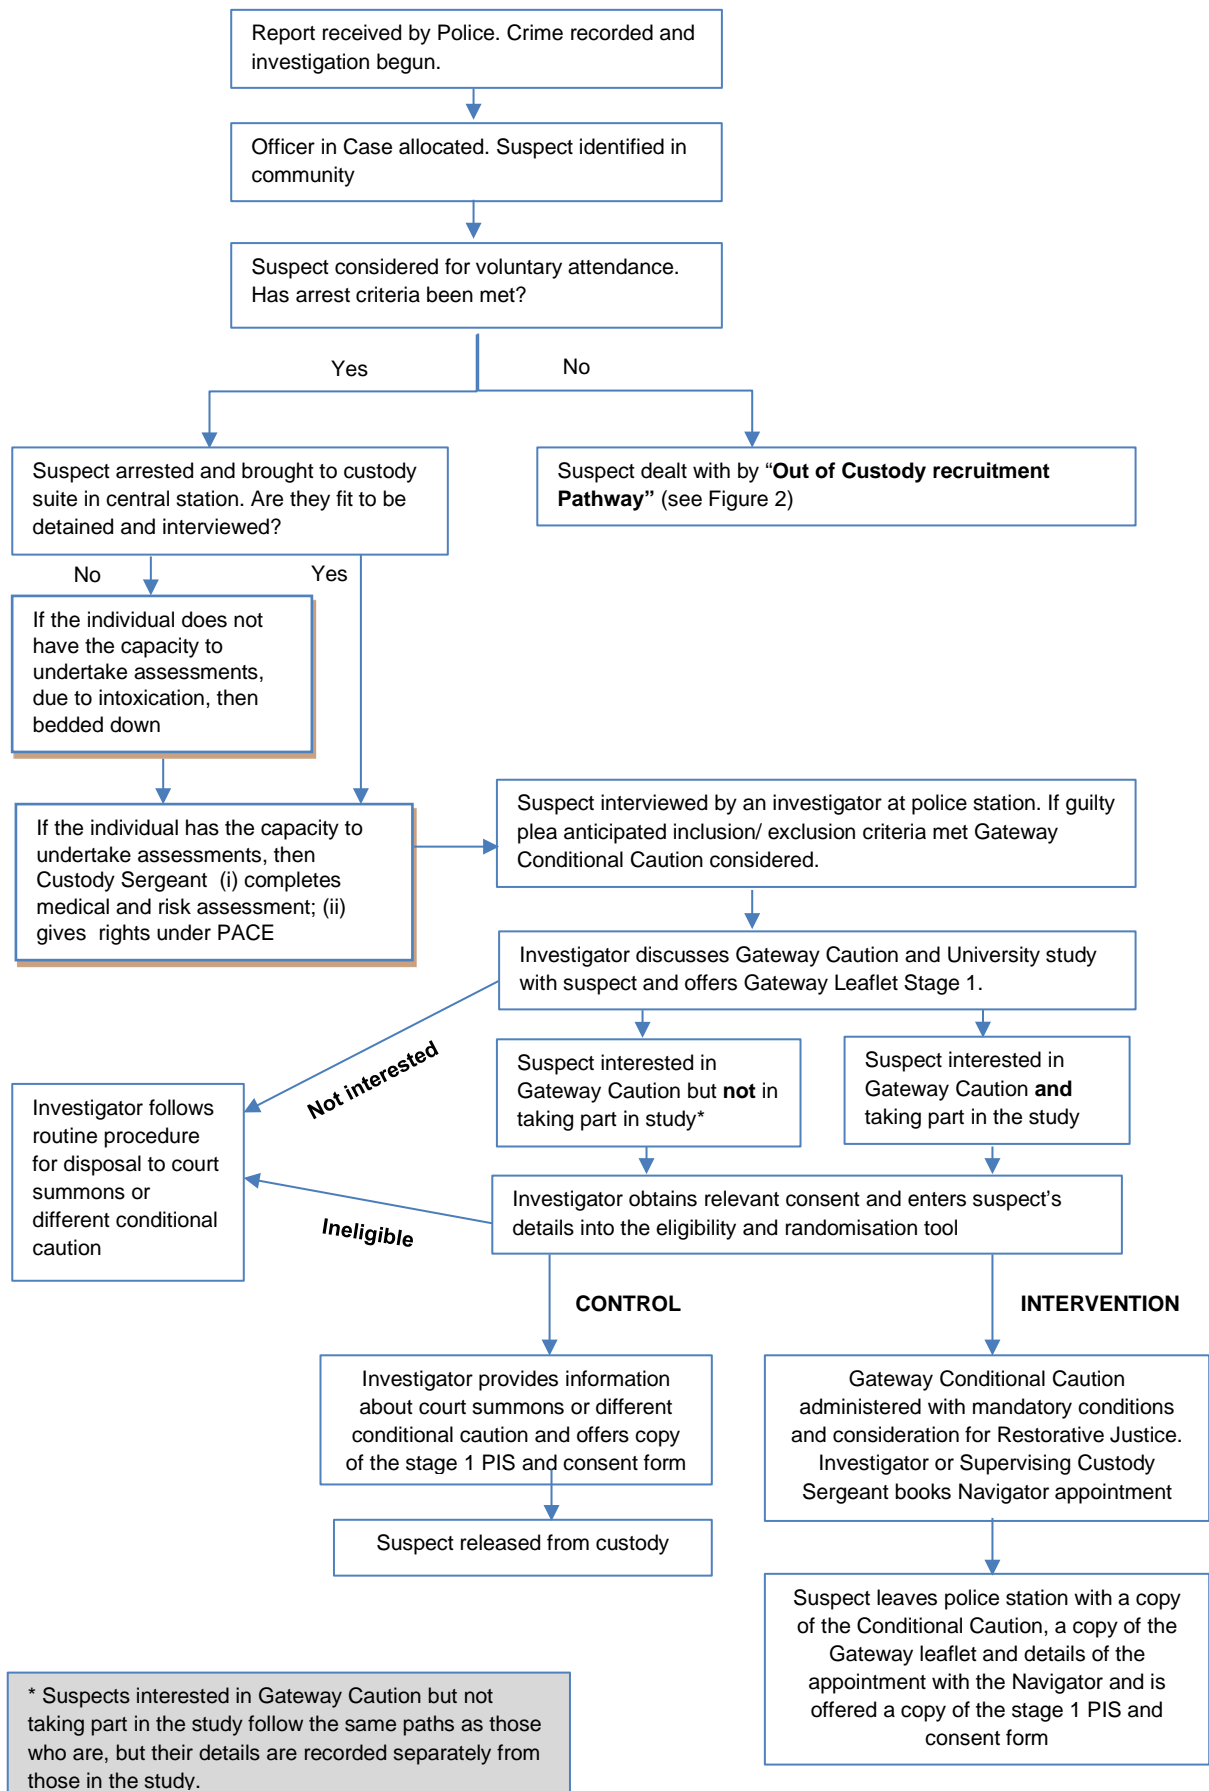 Report received by Police. Crime recorded and
investigation begun.
Officer in Case allocated. Suspect identified in
community
Suspect considered for voluntary attendance.
Has arrest criteria been met?
Yes
No
Suspect arrested and brought to custody
suite in central station. Are they fit to be
detained and interviewed?
Suspect dealt with by “Out of Custody recruitment
Pathway” (see Figure 2)
No
Yes
If the individual does not
have the capacity to
undertake assessments,
due to intoxication, then
bedded down
If the individual has the capacity to
undertake assessments, then
Custody Sergeant (i) completes
medical and risk assessment; (ii)
gives rights under PACE
Suspect interviewed by an investigator at police station. If guilty
plea anticipated inclusion/ exclusion criteria met Gateway
Conditional Caution considered.
Investigator discusses Gateway Caution and University study
with suspect and offers Gateway Leaflet Stage 1.
Not interested
Suspect interested in
Gateway Caution but not in
taking part in study*
Suspect interested in
Gateway Caution and
taking part in the study
Investigator follows
routine procedure
for disposal to court
summons or
different conditional
caution
Investigator obtains relevant consent and enters suspect’s
details into the eligibility and randomisation tool
Ineligible
CONTROL
INTERVENTION
Investigator provides information
about court summons or different
conditional caution and offers copy
of the stage 1 PIS and consent form
Gateway Conditional Caution
administered with mandatory conditions
and consideration for Restorative Justice.
Investigator or Supervising Custody
Sergeant books Navigator appointment
Suspect released from custody
Suspect leaves police station with a copy
of the Conditional Caution, a copy of the
Gateway leaflet and details of the
appointment with the Navigator and is
offered a copy of the stage 1 PIS and
consent form
* Suspects interested in Gateway Caution but not
taking part in the study follow the same paths as those
who are, but their details are recorded separately from
those in the study.